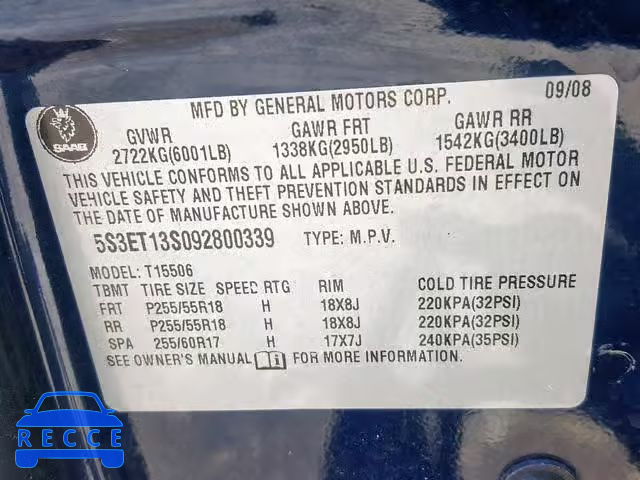 SAAB
MFD BY GENERAL MOTORS CORP. 09/08
GVWR GAWR FRT GAWR RR
2722KG(6001LB) 1338KG(2950LB) 1542KG(3400LB)
THIS VEHICLE CONFORMS TO ALL APPLICABLE U.S. FEDERAL MOTOR
VEHICLE SAFETY AND THEFT PREVENTION STANDARDS IN EFFECT ON
THE DATE OF MANUFACTURE SHOWN ABOVE.
5S3ET13S092800339 TYPE: M.P.V.
MODEL: T15506
TBMT TIRE SIZE SPEED RTG RIM COLD TIRE PRESSURE
FRT P255/55R18 H 18X8J 220KPA(32PSI)
RR P255/55R18 H 18X8J 220KPA(32PSI)
SPA 255/60R17 H 17X7J 240KPA(35PSI)
SEE OWNER'S MANUAL i FOR MORE INFORMATION.
RECCE